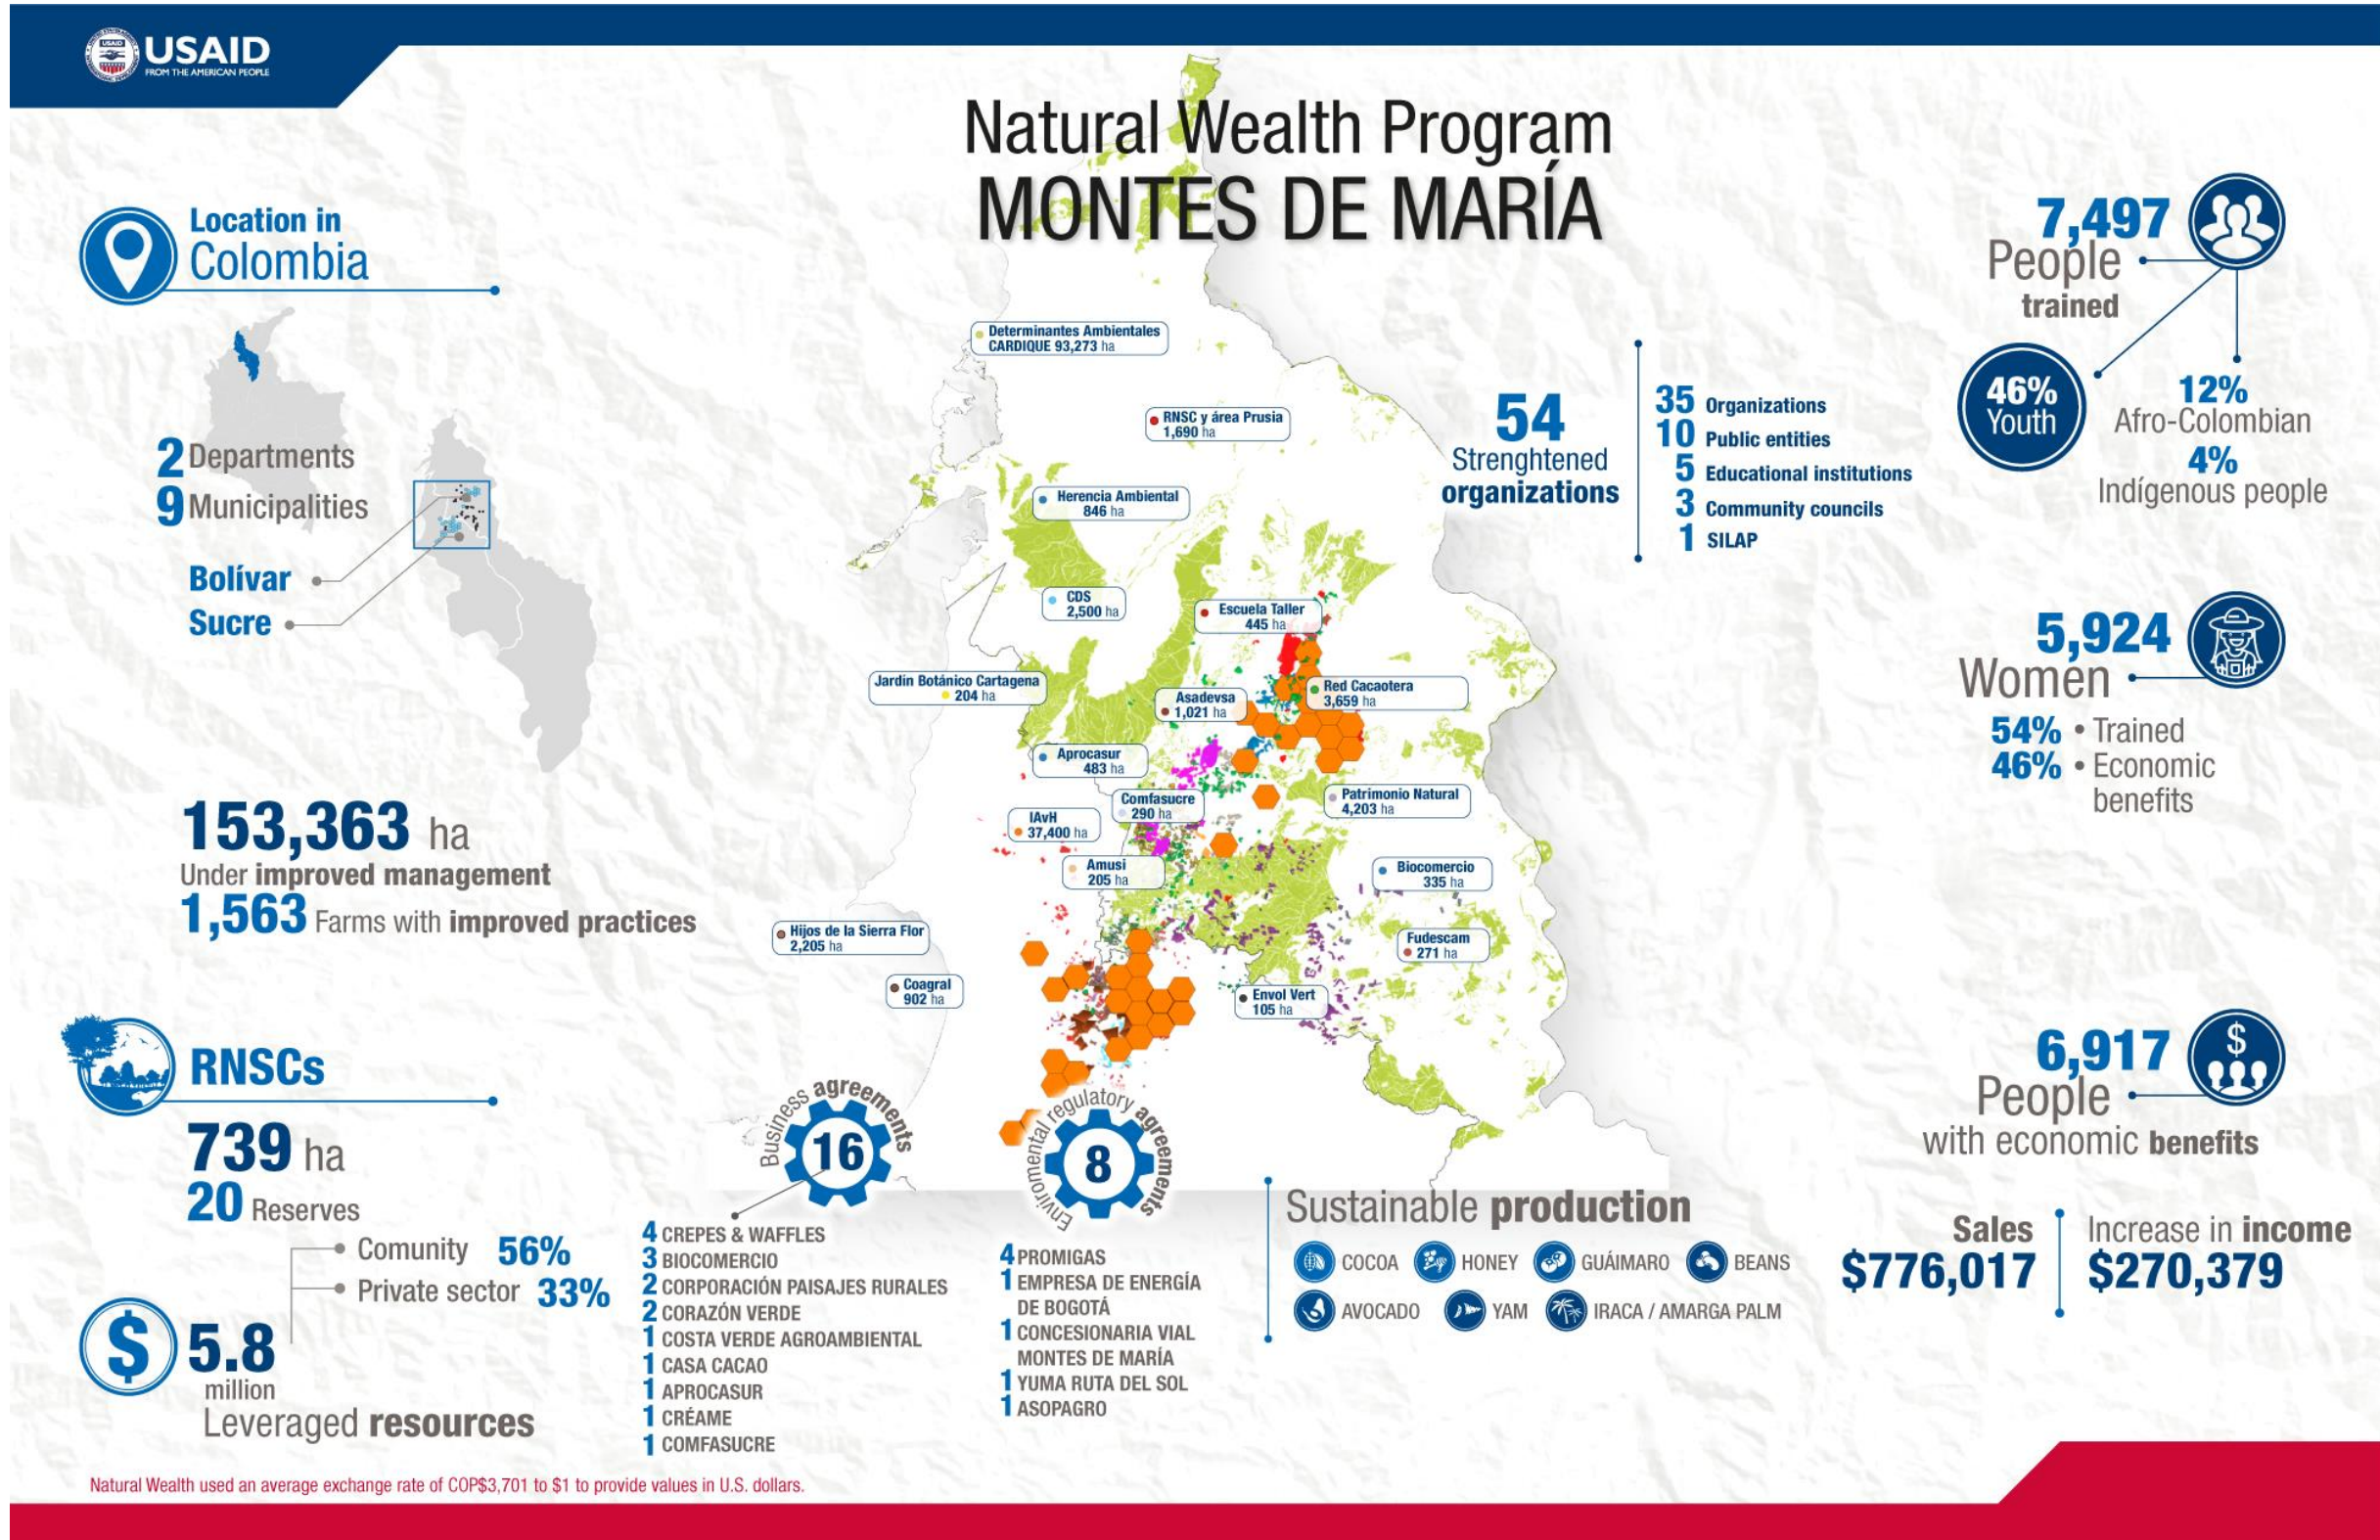 USAID
USAID
FROM THE AMERICAN PEOPLE
Natural Wealth Program
MONTES DE MARÍA
Location in
Colombia
2 Departments
9 Municipalities
Bolívar
Sucre
153,363 ha
Under improved management
1,563 Farms with improved practices
RNSCs
739 ha
20 Reserves
Comunity 56%
Private sector 33%
$ 5.8
million
Leveraged resources
Determinantes Ambientales
CARDIQUE 93,273 ha
RNSC y área Prusia
1,690 ha
Herencia Ambiental
846 ha
CDS
2,500 ha
Escuela Taller
445 ha
Jardín Botánico Cartagena
204 ha
Asadevsa
1,021 ha
Red Cacaotera
3,659 ha
Aprocasur
483 ha
Comfasucre
290 ha
Patrimonio Natural
4,203 ha
IAvH
37,400 ha
Amusi
205 ha
Biocomercio
335 ha
Hijos de la Sierra Flor
2,205 ha
Fudescam
271 ha
Coagral
902 ha
Envol Vert
105 ha
54
Strenghtened
organizations
35 Organizations
10 Public entities
5 Educational institutions
3 Community councils
1 SILAP
7,497
People
trained
46%
Youth
12%
Afro-Colombian
4%
Indígenous people
5,924
Women
54% • Trained
46% • Economic
benefits
6,917
People
with economic benefits
$
Sales
$776,017
Increase in income
$270,379
Business agreements
16
4 CREPES & WAFFLES
3 BIOCOMERCIO
2 CORPORACIÓN PAISAJES RURALES
2 CORAZÓN VERDE
1 COSTA VERDE AGROAMBIENTAL
1 CASA CACAO
1 APROCASUR
1 CRÉAME
1 COMFASUCRE
Enviromental regulatory agreements
8
4 PROMIGAS
1 EMPRESA DE ENERGÍA
DE BOGOTÁ
1 CONCESIONARIA VIAL
MONTES DE MARÍA
1 YUMA RUTA DEL SOL
1 ASOPAGRO
Sustainable production
COCOA HONEY GUÁIMARO BEANS
AVOCADO YAM IRACA / AMARGA PALM
Natural Wealth used an average exchange rate of COP$3,701 to $1 to provide values in U.S. dollars.